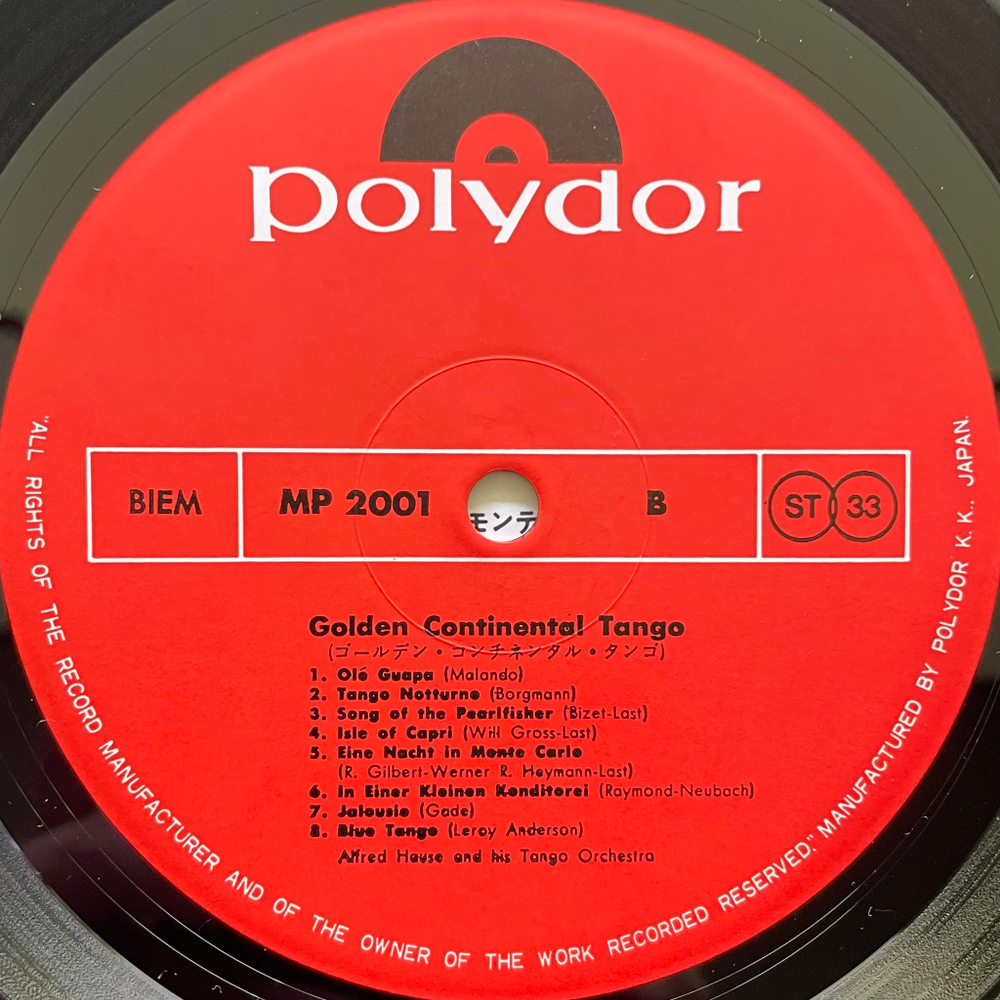 polydor
BIEM MP 2001 B ST 33
モンテ
Golden Continental Tango
(ゴールデン・コンチネンタル・タンゴ)
1. Olé Guapa (Malando)
2. Tango Notturno (Borgmann)
3. Song of the Pearlfisher (Bizet-Last)
4. Isle of Capri (Will Gross-Last)
5. Eine Nacht in Monte Carlo
(R. Gilbert-Werner R. Heymann-Last)
6. In Einer Kleinen Konditorei (Raymond-Neubach)
7. Jalousie (Gade)
8. Blue Tango (Leroy Anderson)
Alfred Hause and his Tango Orchestra
"ALL RIGHTS OF THE RECORD MANUFACTURER AND OF THE OWNER OF THE WORK RECORDED RESERVED." MANUFACTURED BY POLYDOR K.K., JAPAN.